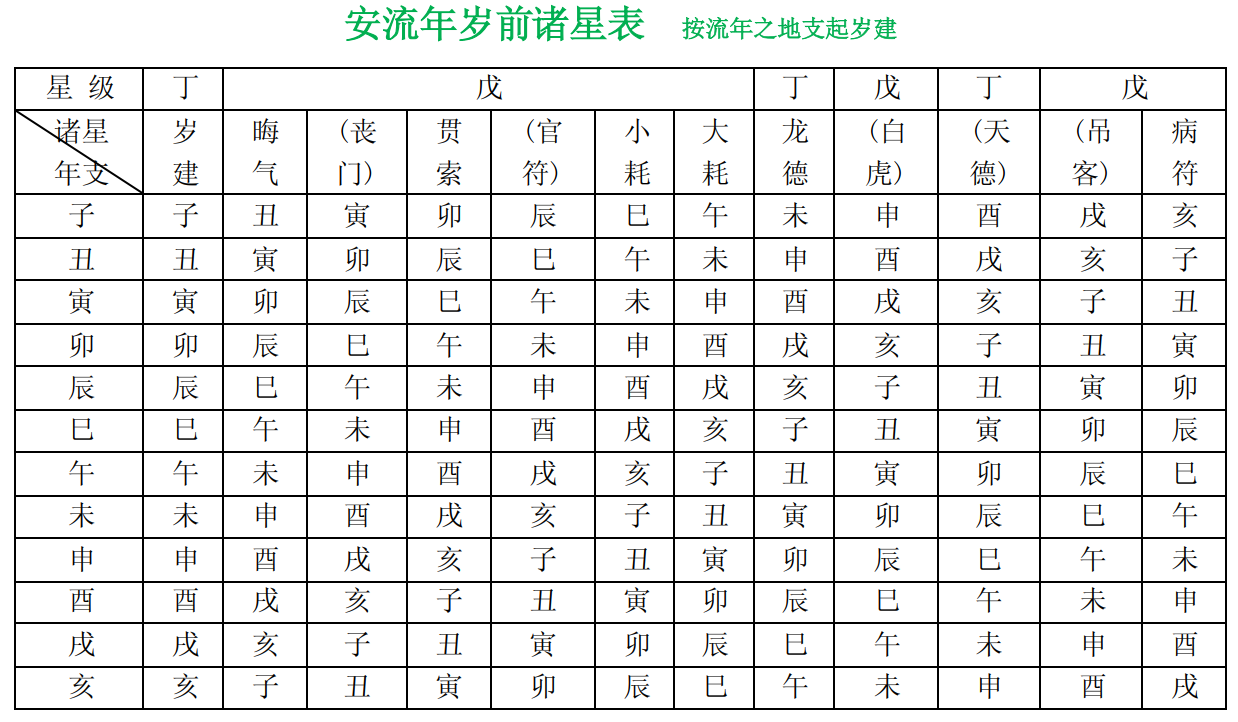 安流年岁前诸星表 按流年之地支起岁建
星 级 丁 戊 丁 戊 丁 戊
诸星 岁 晦 （丧 贯 （官 小 大 龙 （白 （天 （吊 病
年支 建 气 门） 索 符） 耗 耗 德 虎） 德） 客） 符
子 子 丑 寅 卯 辰 巳 午 未 申 酉 戌 亥
丑 丑 寅 卯 辰 巳 午 未 申 酉 戌 亥 子
寅 寅 卯 辰 巳 午 未 申 酉 戌 亥 子 丑
卯 卯 辰 巳 午 未 申 酉 戌 亥 子 丑 寅
辰 辰 巳 午 未 申 酉 戌 亥 子 丑 寅 卯
巳 巳 午 未 申 酉 戌 亥 子 丑 寅 卯 辰
午 午 未 申 酉 戌 亥 子 丑 寅 卯 辰 巳
未 未 申 酉 戌 亥 子 丑 寅 卯 辰 巳 午
申 申 酉 戌 亥 子 丑 寅 卯 辰 巳 午 未
酉 酉 戌 亥 子 丑 寅 卯 辰 巳 午 未 申
戌 戌 亥 子 丑 寅 卯 辰 巳 午 未 申 酉
亥 亥 子 丑 寅 卯 辰 巳 午 未 申 酉 戌